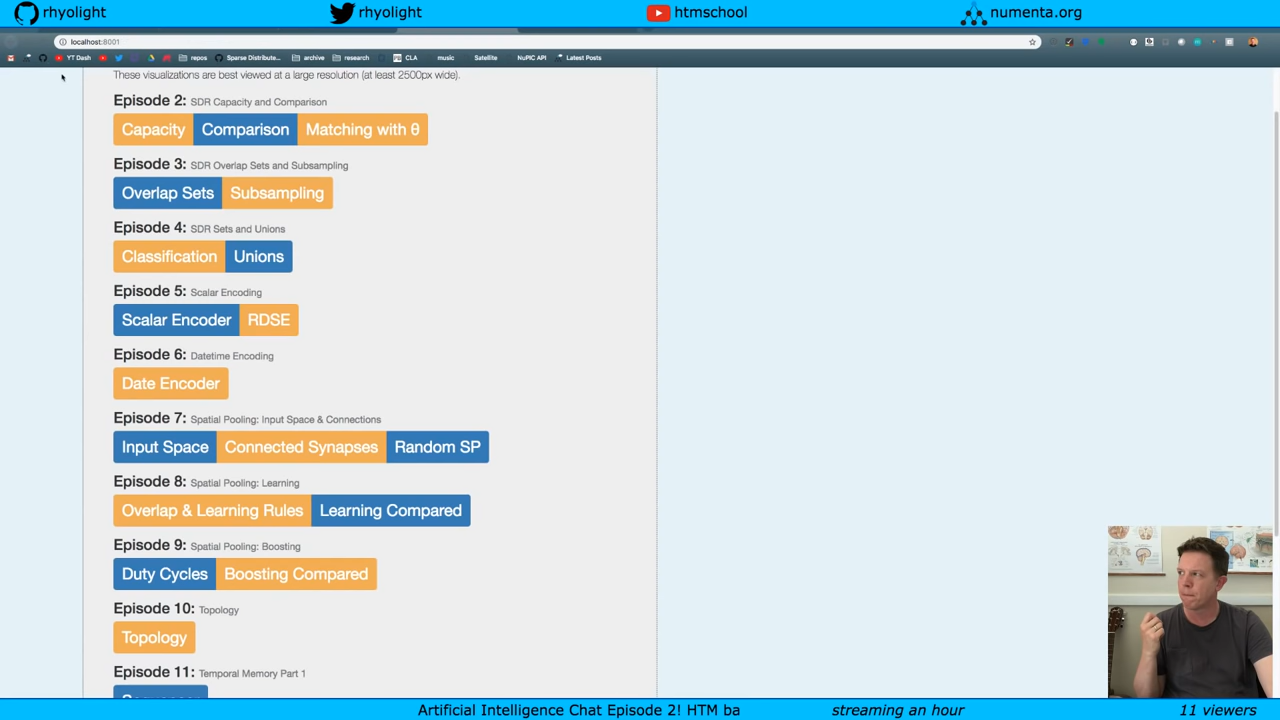 rhyolight rhyolight htmschool numenta.org
localhost:8001
YT Dash repos Sparse Distribute... archive research CLA music Satellite NuPIC API Latest Posts
These visualizations are best viewed at a large resolution (at least 2500px wide).
Episode 2: SDR Capacity and Comparison
Capacity Comparison Matching with θ
Episode 3: SDR Overlap Sets and Subsampling
Overlap Sets Subsampling
Episode 4: SDR Sets and Unions
Classification Unions
Episode 5: Scalar Encoding
Scalar Encoder RDSE
Episode 6: Datetime Encoding
Date Encoder
Episode 7: Spatial Pooling: Input Space & Connections
Input Space Connected Synapses Random SP
Episode 8: Spatial Pooling: Learning
Overlap & Learning Rules Learning Compared
Episode 9: Spatial Pooling: Boosting
Duty Cycles Boosting Compared
Episode 10: Topology
Topology
Episode 11: Temporal Memory Part 1
Artificial Intelligence Chat Episode 2! HTM ba streaming an hour 11 viewers